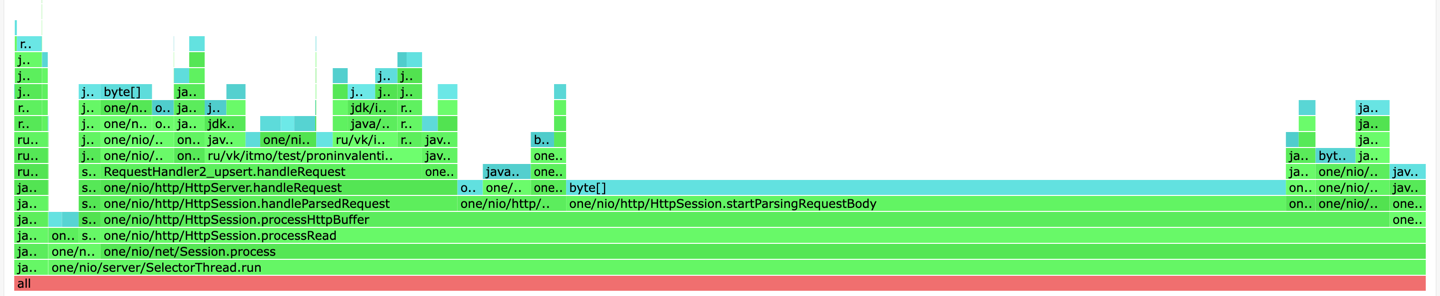 r..
j..
j.. j.. j..
j.. j.. byte[] ja.. j.. j.. j..
r.. j.. one/n.. o.. ja.. j.. jdk/i.. r.. ja..
r.. j.. one/n.. o.. ja.. jdk.. java/.. r.. ja..
ru.. j.. one/nio/.. on.. jav.. one/ni.. ru/vk/i.. r.. jav.. b.. ja..
ru.. j.. one/nio/.. on.. ru/vk/itmo/test/proninvalenti.. jav.. one.. ja.. byt.. ja..
ru.. s.. RequestHandler2_upsert.handleRequest one.. java.. one.. ja.. one/nio/.. jav..
ja.. s.. one/nio/http/HttpServer.handleRequest o.. one/.. one.. byte[] on.. one/nio/.. jav..
ja.. s.. one/nio/http/HttpSession.handleParsedRequest one/nio/http/.. one/nio/http/HttpSession.startParsingRequestBody on.. one/nio/.. one..
ja.. s.. one/nio/http/HttpSession.processHttpBuffer one..
ja.. on.. s.. one/nio/http/HttpSession.processRead
ja.. one/n.. one/nio/net/Session.process
ja.. one/nio/server/SelectorThread.run
all